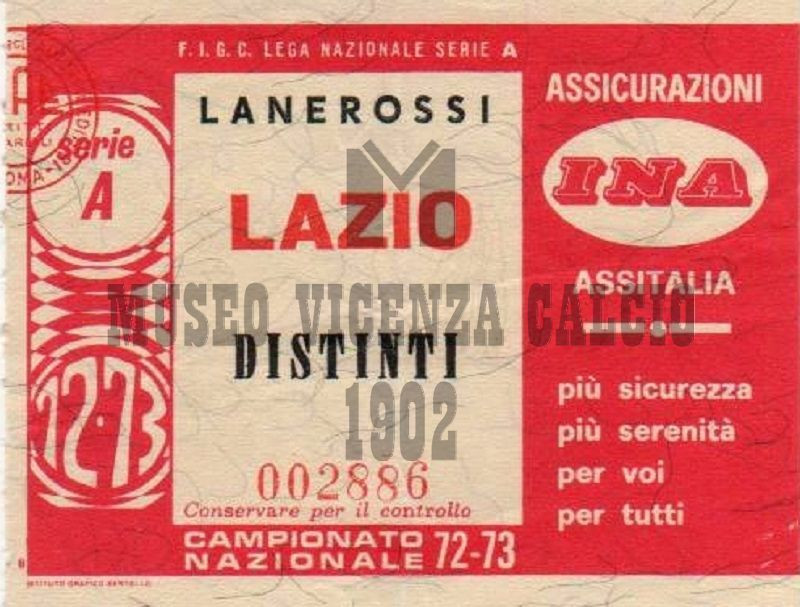 F.I.G.C. LEGA NAZIONALE SERIE A
LANEROSSI
LAZIO
DISTINTI
002886
Conservare per il controllo
CAMPIONATO
NAZIONALE 72-73
serie
A
72·73
ASSICURAZIONI
INA
ASSITALIA
più sicurezza
più serenità
per voi
per tutti
MUSEO VICENZA CALCIO
1902